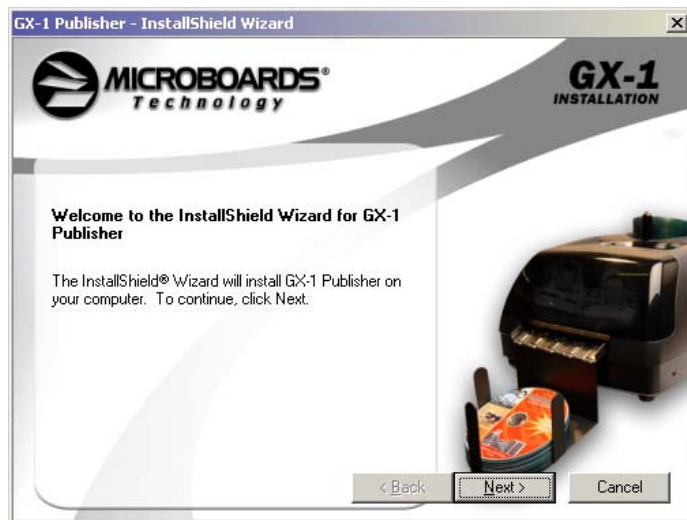 GX-1 Publisher - InstallShield Wizard
MICROBOARDS®
Technology
GX-1
INSTALLATION
Welcome to the InstallShield Wizard for GX-1
Publisher
The InstallShield® Wizard will install GX-1 Publisher on
your computer. To continue, click Next.
< Back
Next >
Cancel